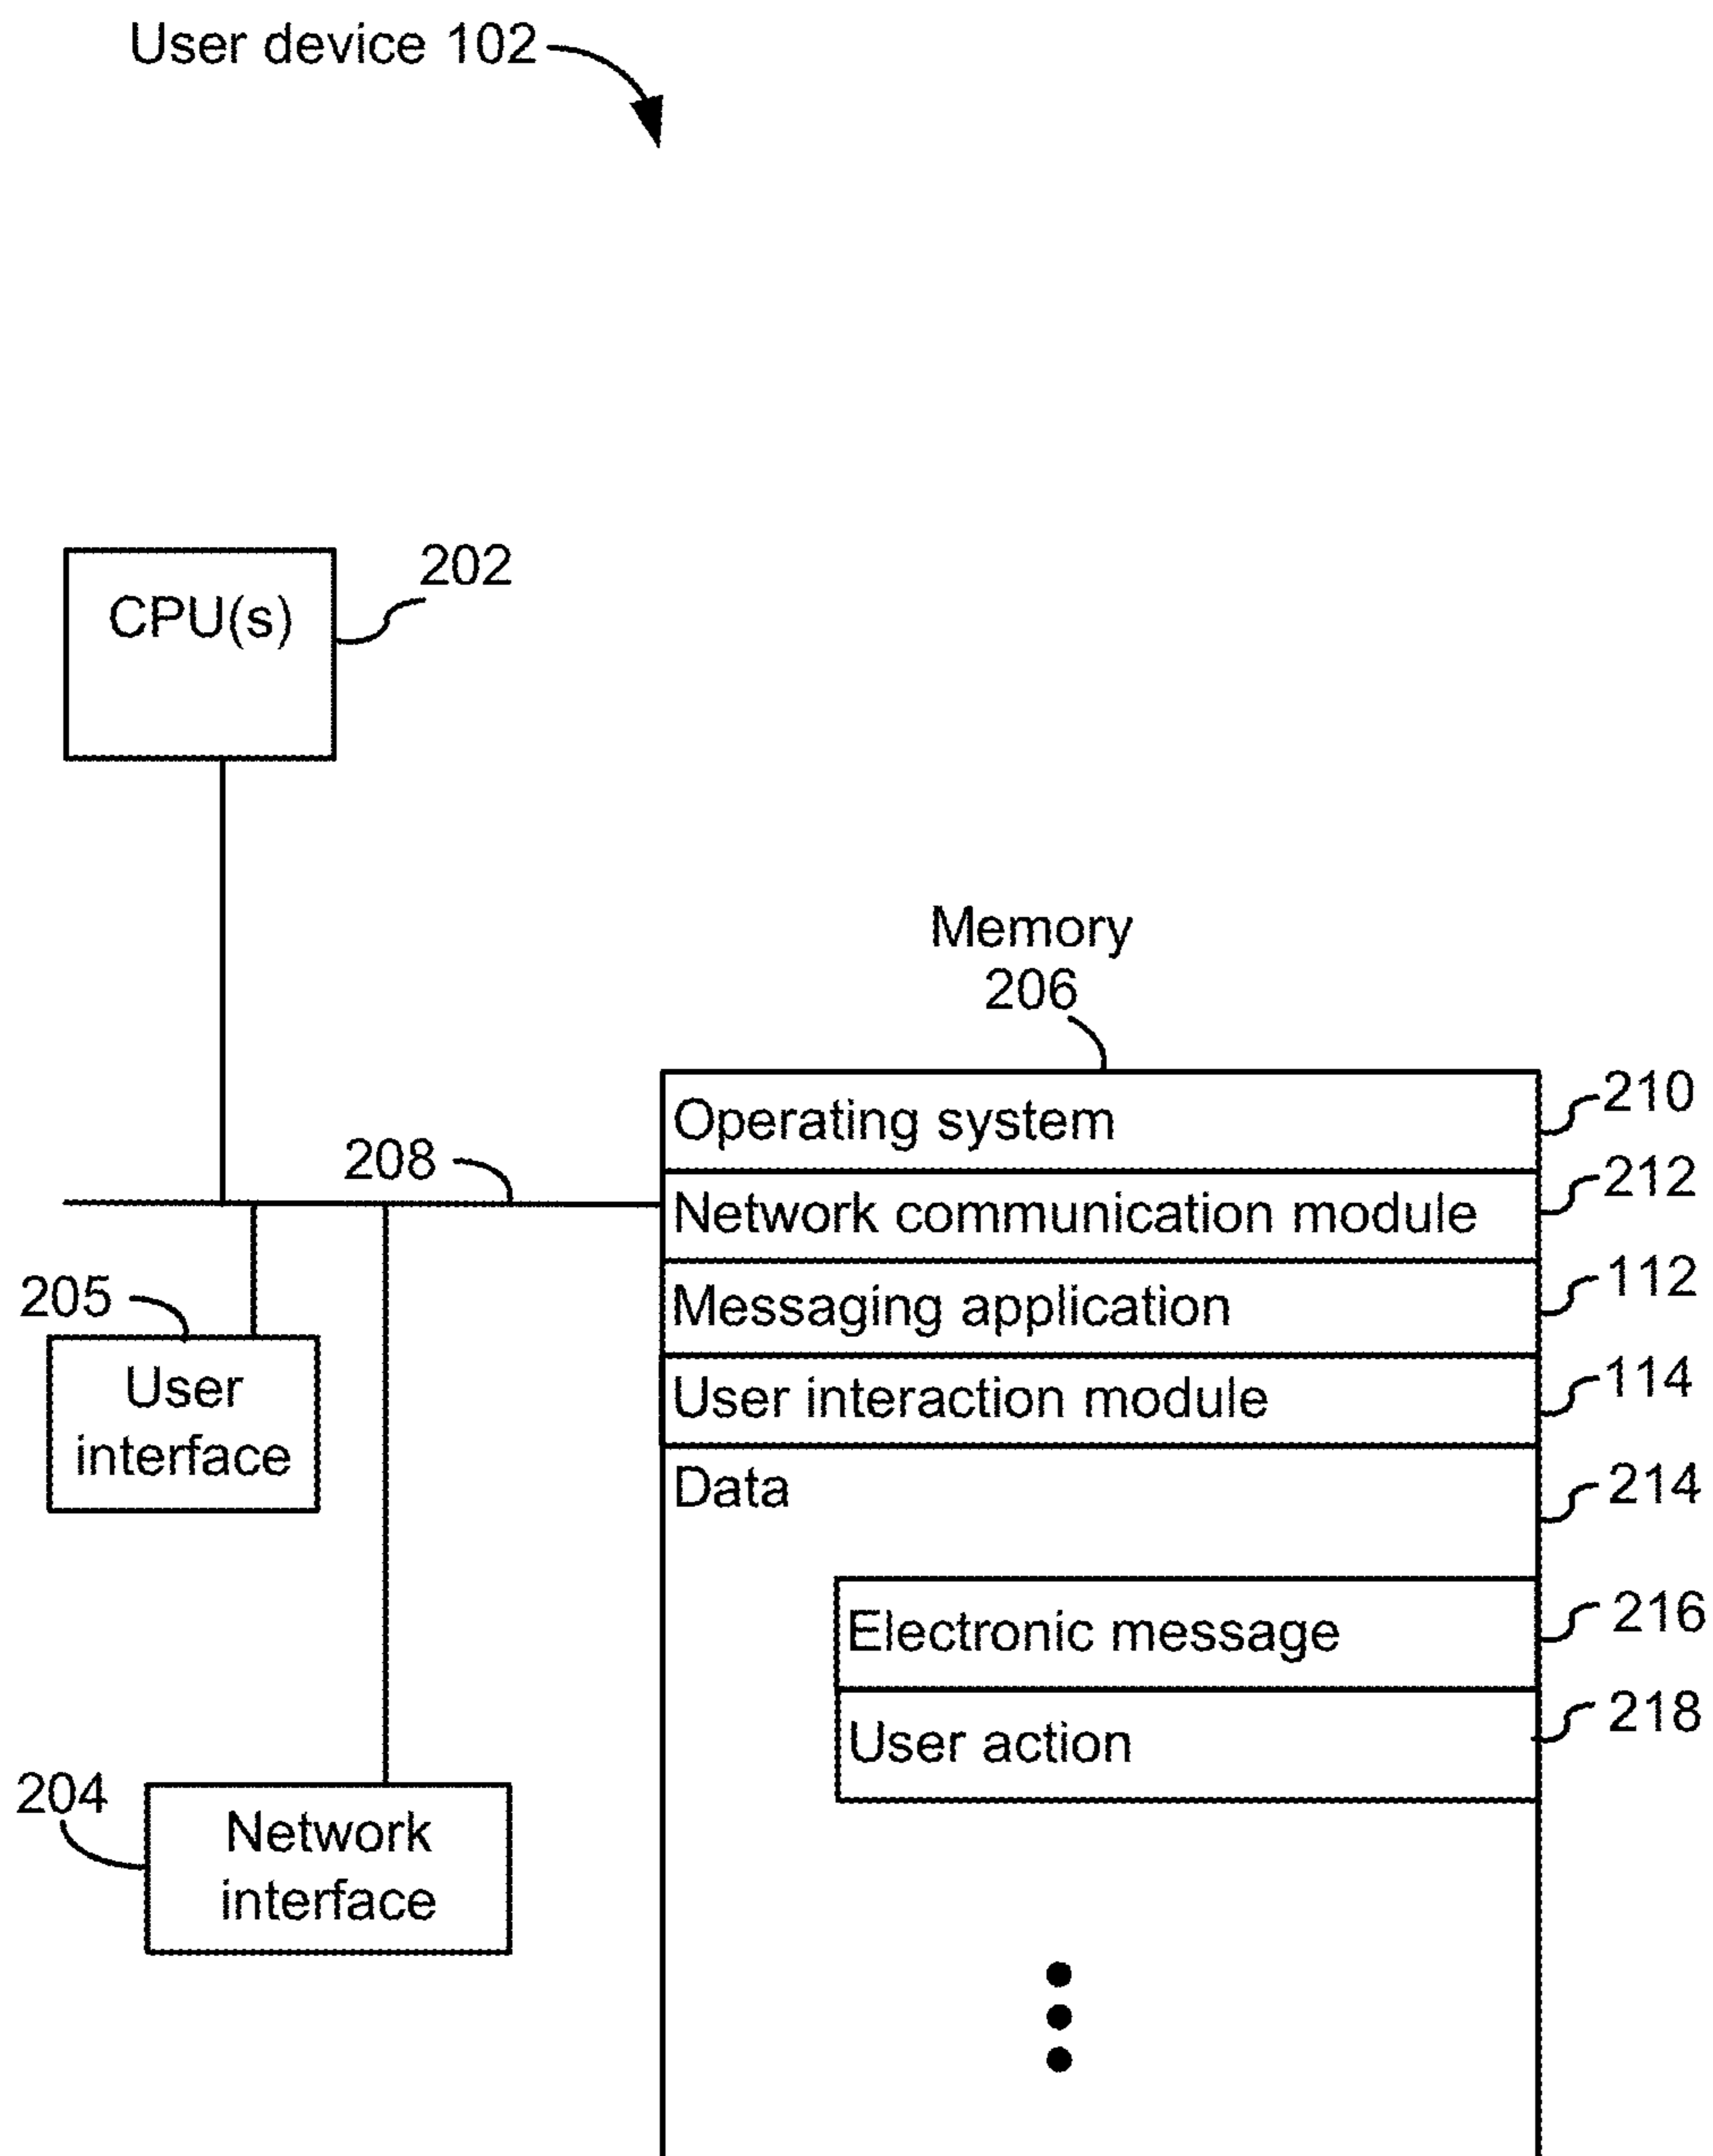 User device 102
CPU(s)
202
Memory
206
Operating system
210
208
Network communication module
212
Messaging application
112
205
User
interface
User interaction module
114
Data
214
Electronic message
216
User action
218
204
Network
interface